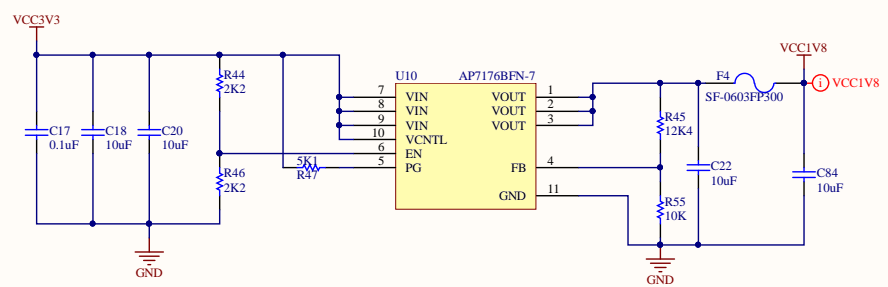 VCC3V3
VCC1V8
U10 AP7176BFN-7
F4
VCC1V8
SF-0603FP300
R44
2K2
7 VIN VOUT 1
8 VIN VOUT 2
9 VIN VOUT 3
10 VCNTL
6 EN
5 PG FB 4
GND 11
R45
12K4
C17
0.1uF
C18
10uF
C20
10uF
5K1
R47
R46
2K2
C22
10uF
C84
10uF
R55
10K
GND
GND